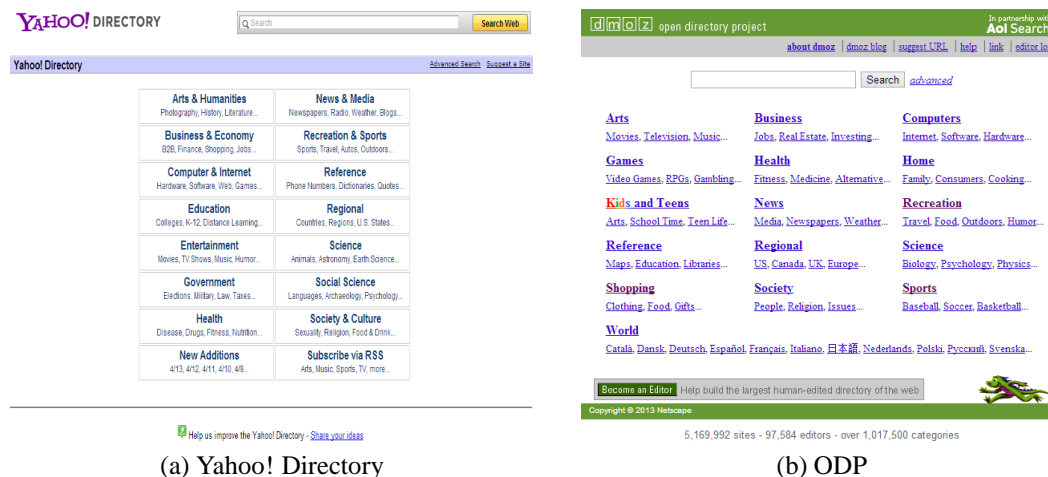 YAHOO! DIRECTORY
Search
Search Web
Yahoo! Directory
Advanced Search Suggest a Site
Arts & Humanities
Photography, History, Literature...
News & Media
Newspapers, Radio, Weather, Blogs...
Business & Economy
B2B, Finance, Shopping, Jobs...
Recreation & Sports
Sports, Travel, Autos, Outdoors...
Computer & Internet
Hardware, Software, Web, Games...
Reference
Phone Numbers, Dictionaries, Quotes...
Education
Colleges, K-12, Distance Learning...
Regional
Countries, Regions, U.S. States...
Entertainment
Movies, TV Shows, Music, Humor...
Science
Animals, Astronomy, Earth Science...
Government
Elections, Military, Law, Taxes...
Social Science
Languages, Archaeology, Psychology...
Health
Disease, Drugs, Fitness, Nutrition...
Society & Culture
Sexuality, Religion, Food & Drink...
New Additions
4/13, 4/12, 4/11, 4/10, 4/9...
Subscribe via RSS
Arts, Music, Sports, TV, more...
Help us improve the Yahoo! Directory - Share your ideas
(a) Yahoo! Directory
dmoz open directory project
In partnership with
Aol Search
about dmoz | dmoz blog | suggest URL | help | link | editor lo
Search advanced
Arts
Movies, Television, Music...
Business
Jobs, Real Estate, Investing...
Computers
Internet, Software, Hardware...
Games
Video Games, RPGs, Gambling...
Health
Fitness, Medicine, Alternative...
Home
Family, Consumers, Cooking...
Kids and Teens
Arts, School Time, Teen Life...
News
Media, Newspapers, Weather...
Recreation
Travel, Food, Outdoors, Humor...
Reference
Maps, Education, Libraries...
Regional
US, Canada, UK, Europe...
Science
Biology, Psychology, Physics...
Shopping
Clothing, Food, Gifts...
Society
People, Religion, Issues...
Sports
Baseball, Soccer, Basketball...
World
Català, Dansk, Deutsch, Español, Français, Italiano, 日本語, Nederlands, Polski, Русский, Svenska...
Become an Editor Help build the largest human-edited directory of the web
Copyright © 2013 Netscape
5,169,992 sites - 97,584 editors - over 1,017,500 categories
(b) ODP